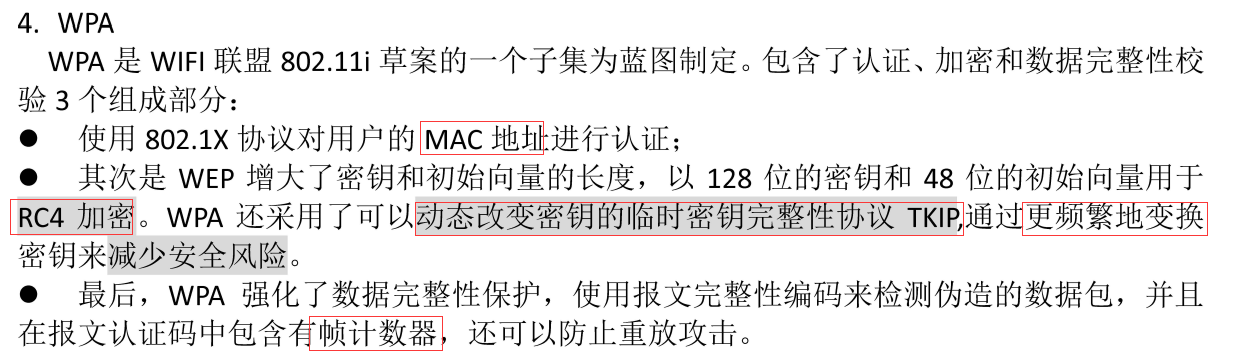 4. WPA
WPA 是 WIFI 联盟 802.11i 草案的一个子集为蓝图制定。包含了认证、加密和数据完整性校
验 3 个组成部分：
● 使用 802.1X 协议对用户的 MAC 地址进行认证；
● 其次是 WEP 增大了密钥和初始向量的长度，以 128 位的密钥和 48 位的初始向量用于
RC4 加密。WPA 还采用了可以动态改变密钥的临时密钥完整性协议 TKIP,通过更频繁地变换
密钥来减少安全风险。
● 最后，WPA 强化了数据完整性保护，使用报文完整性编码来检测伪造的数据包，并且
在报文认证码中包含有帧计数器，还可以防止重放攻击。